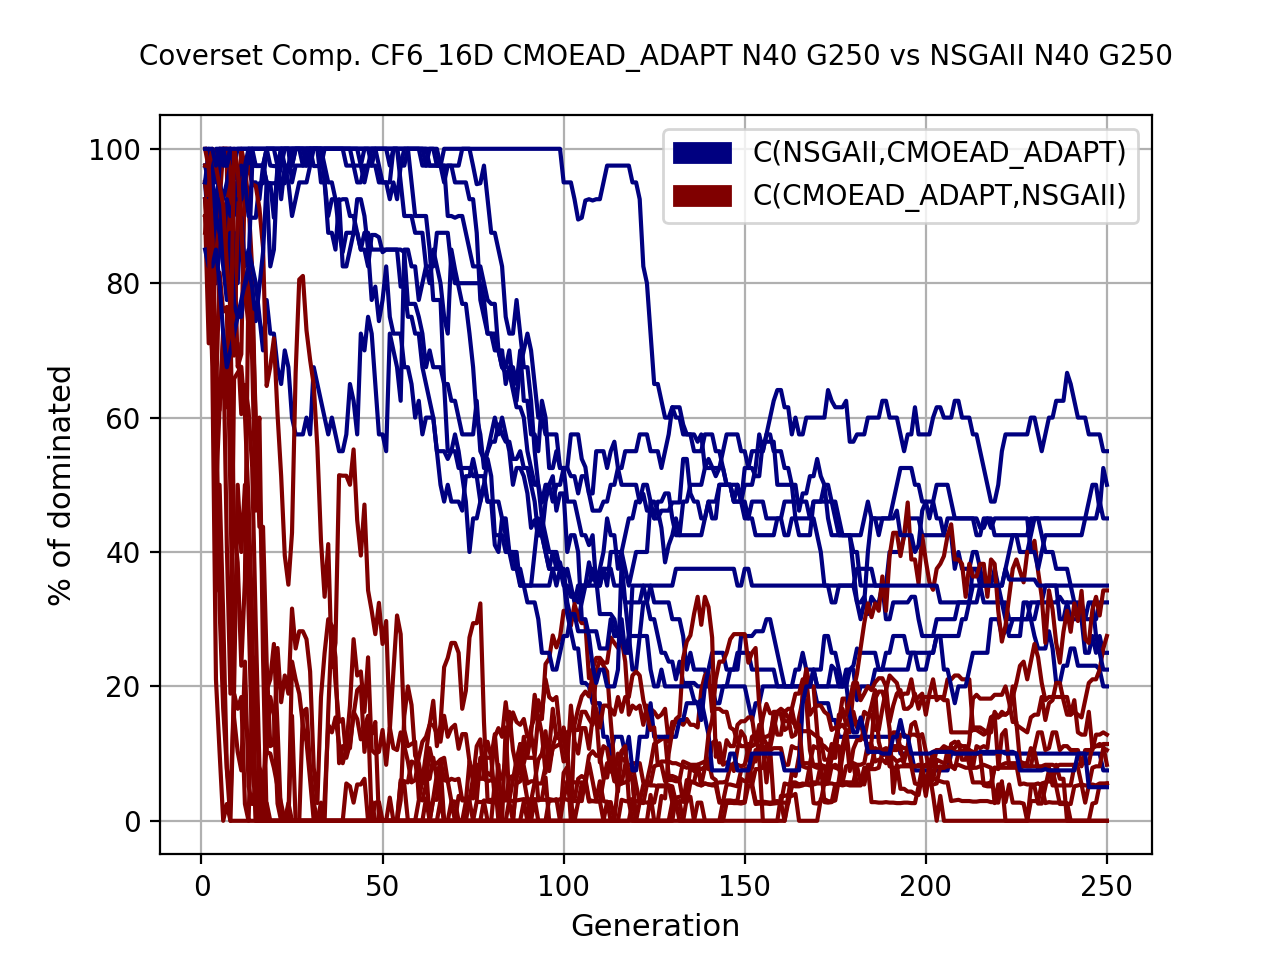 Coverset Comp. CF6_16D CMOEAD_ADAPT N40 G250 vs NSGAII N40 G250
C(NSGAII,CMOEAD_ADAPT)
C(CMOEAD_ADAPT,NSGAII)
% of dominated
100
80
60
40
20
0
0 50 100 150 200 250
Generation